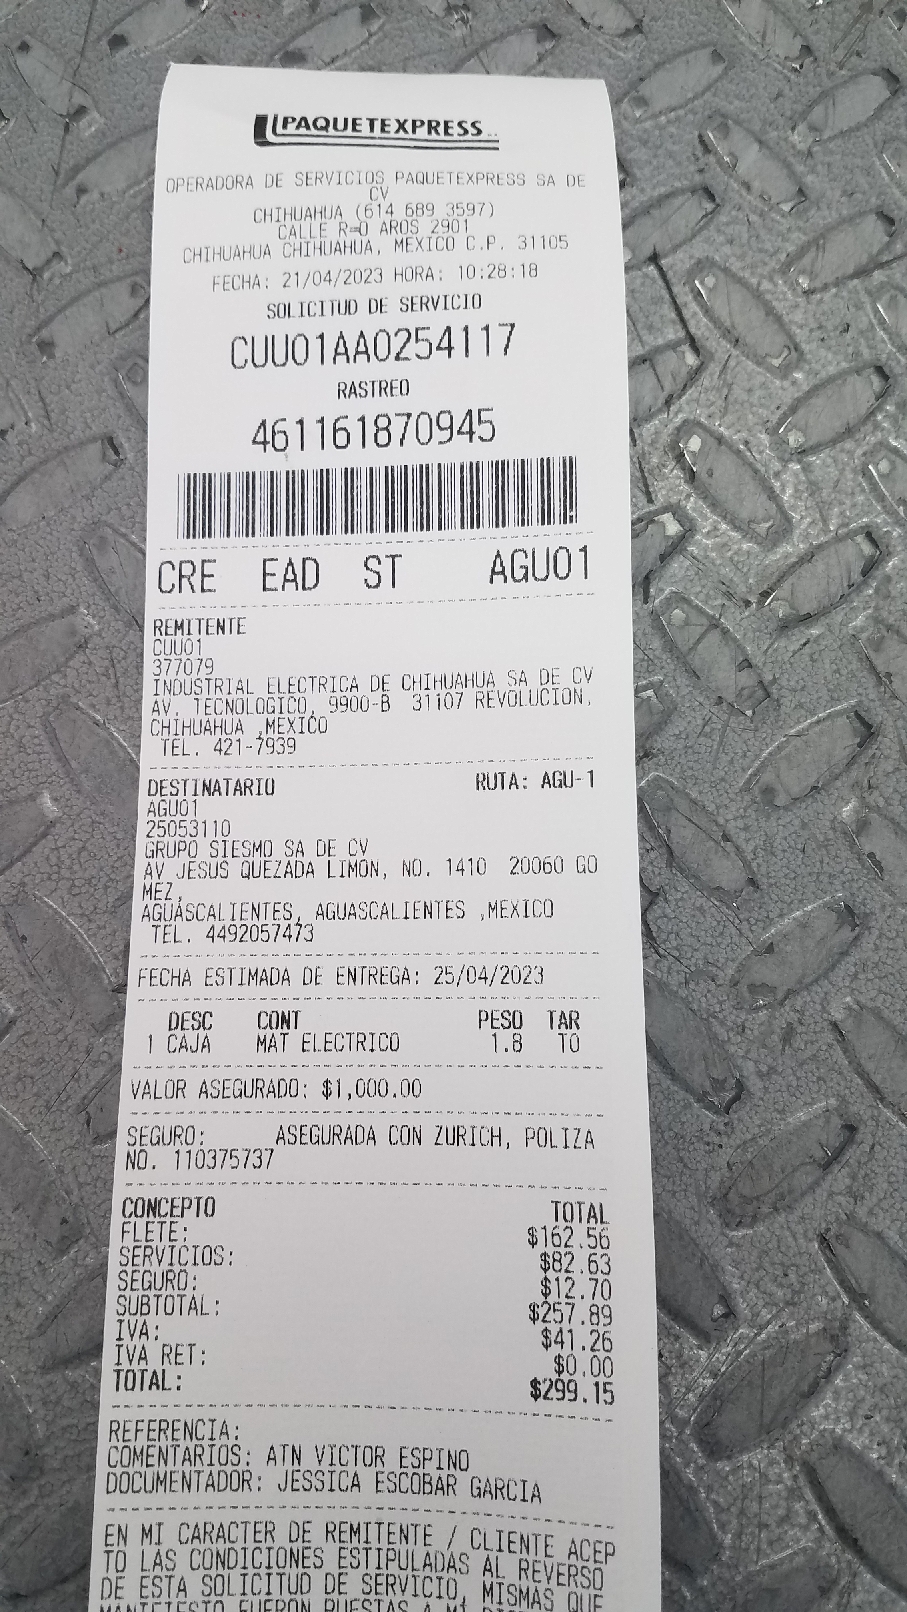 PAQUETEXPRESS
OPERADORA DE SERVICIOS PAQUETEXPRESS SA DE
CV
CHIHUAHUA (614 689 3597)
CALLE R=O AROS 2901
CHIHUAHUA CHIHUAHUA, MEXICO C.P. 31105
FECHA: 21/04/2023 HORA: 10:28:18
SOLICITUD DE SERVICIO
CUU01AA0254117
RASTREO
461161870945
CRE EAD ST AGU01
REMITENTE
CUU01
377079
INDUSTRIAL ELECTRICA DE CHIHUAHUA SA DE CV
AV. TECNOLOGICO, 9900-B 31107 REVOLUCION,
CHIHUAHUA ,MEXICO
TEL. 421-7939
DESTINATARIO RUTA: AGU-1
AGU01
25053110
GRUPO SIESMO SA DE CV
AV JESUS QUEZADA LIMON, NO. 1410 20060 GO
MEZ,
AGUASCALIENTES, AGUASCALIENTES ,MEXICO
TEL. 4492057473
FECHA ESTIMADA DE ENTREGA: 25/04/2023
DESC CONT PESO TAR
1 CAJA MAT ELECTRICO 1.8 T0
VALOR ASEGURADO: $1,000.00
SEGURO: ASEGURADA CON ZURICH, POLIZA
NO. 110375737
CONCEPTO TOTAL
FLETE: $162.56
SERVICIOS: $82.63
SEGURO: $12.70
SUBTOTAL: $257.89
IVA: $41.26
IVA RET: $0.00
TOTAL: $299.15
REFERENCIA:
COMENTARIOS: ATN VICTOR ESPINO
DOCUMENTADOR: JESSICA ESCOBAR GARCIA
EN MI CARACTER DE REMITENTE / CLIENTE ACEP
TO LAS CONDICIONES ESTIPULADAS AL REVERSO
DE ESTA SOLICITUD DE SERVICIO, MISMAS QUE
MANIFIESTO FUERON PUESTAS A MI